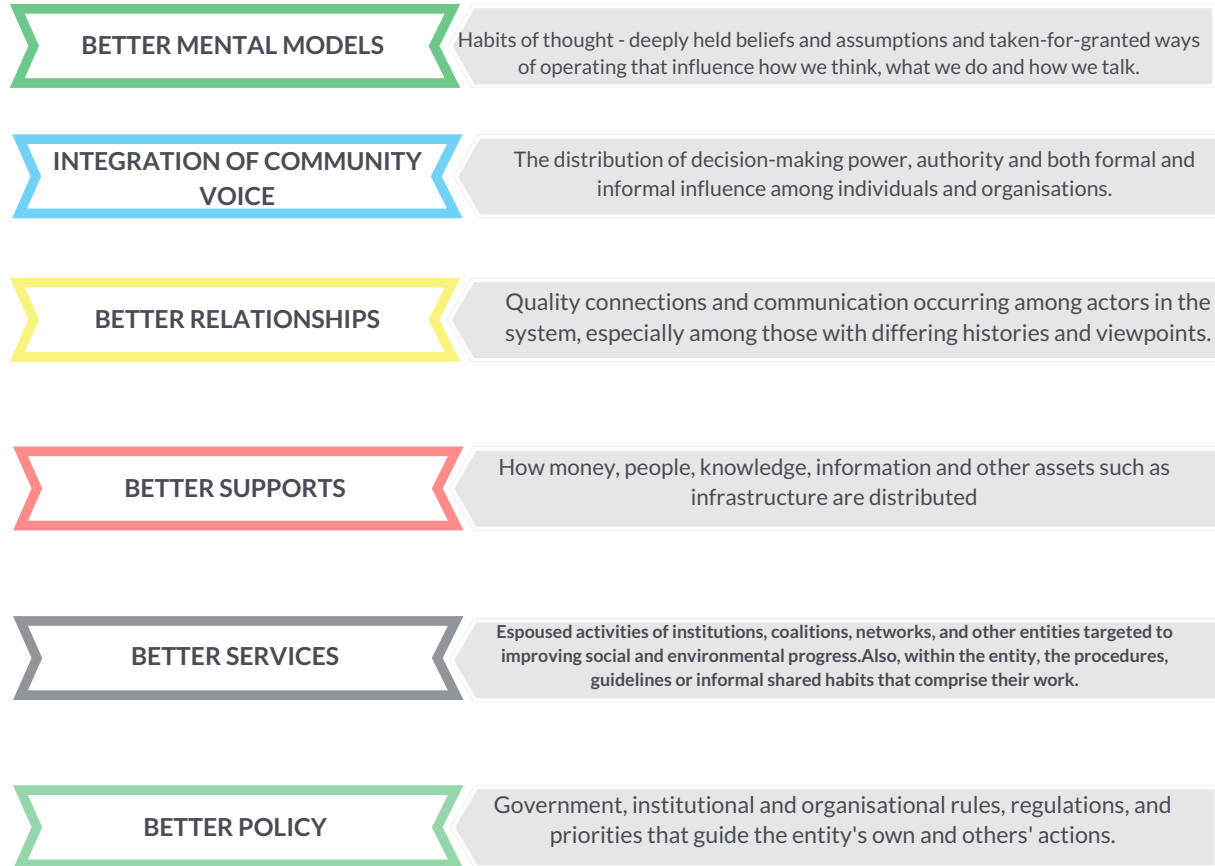 BETTER MENTAL MODELS
Habits of thought - deeply held beliefs and assumptions and taken-for-granted ways
of operating that influence how we think, what we do and how we talk.
INTEGRATION OF COMMUNITY
VOICE
The distribution of decision-making power, authority and both formal and
informal influence among individuals and organisations.
BETTER RELATIONSHIPS
Quality connections and communication occurring among actors in the
system, especially among those with differing histories and viewpoints.
BETTER SUPPORTS
How money, people, knowledge, information and other assets such as
infrastructure are distributed
BETTER SERVICES
Espoused activities of institutions, coalitions, networks, and other entities targeted to
improving social and environmental progress.Also, within the entity, the procedures,
guidelines or informal shared habits that comprise their work.
BETTER POLICY
Government, institutional and organisational rules, regulations, and
priorities that guide the entity's own and others' actions.